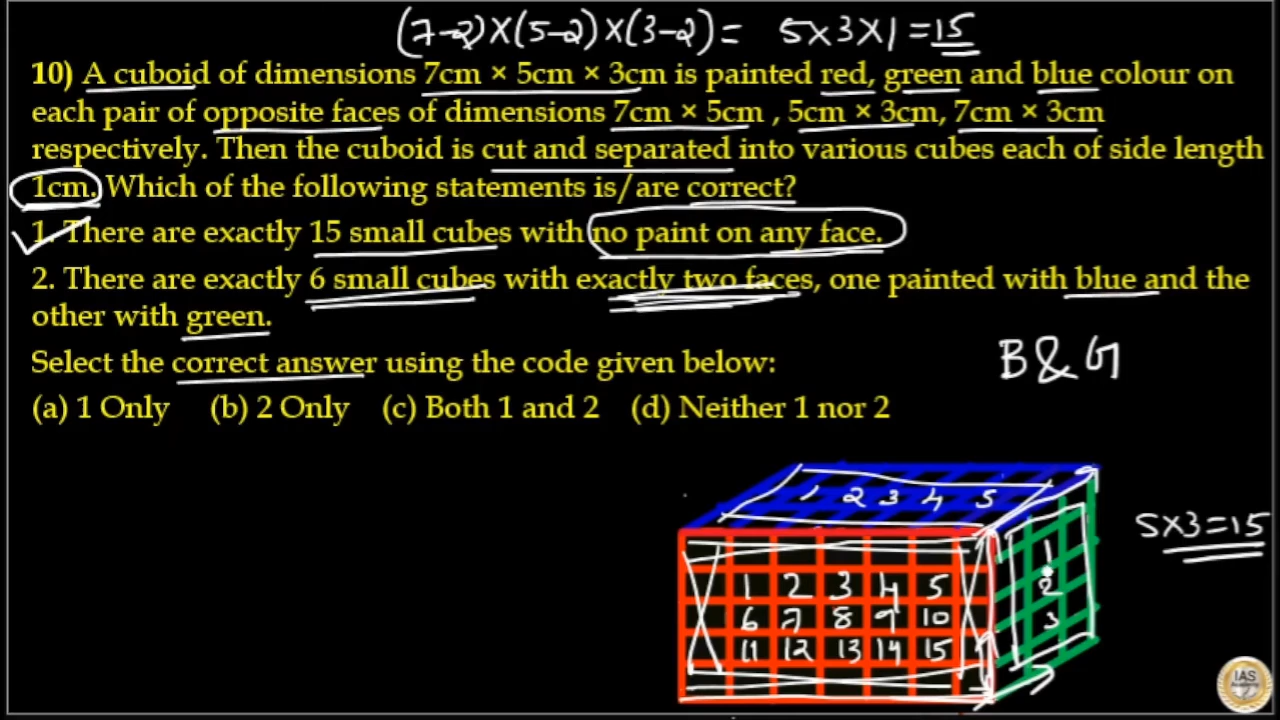 (7-2)×(5-2)×(3-2)= 5×3×1=15
10) A cuboid of dimensions 7cm × 5cm × 3cm is painted red, green and blue colour on
each pair of opposite faces of dimensions 7cm × 5cm , 5cm × 3cm, 7cm × 3cm
respectively. Then the cuboid is cut and separated into various cubes each of side length
1cm. Which of the following statements is/are correct?
1. There are exactly 15 small cubes with no paint on any face.
2. There are exactly 6 small cubes with exactly two faces, one painted with blue and the
other with green.
Select the correct answer using the code given below:
B & G
(a) 1 Only (b) 2 Only (c) Both 1 and 2 (d) Neither 1 nor 2
1 2 3 4 5
5×3=15
1
1 2 3 4 5
2
6 7 8 9 10
3
11 12 13 14 15
IAS
Academy